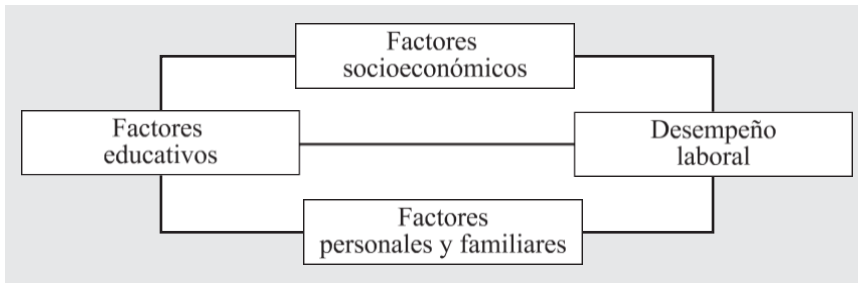 Factores
socioeconómicos
Factores
educativos
Desempeño
laboral
Factores
personales y familiares